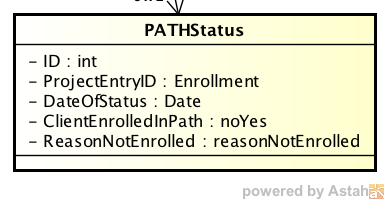 PATHStatus
- ID : int
- ProjectEntryID : Enrollment
- DateOfStatus : Date
- ClientEnrolledInPath : noYes
- ReasonNotEnrolled : reasonNotEnrolled
powered by Astah